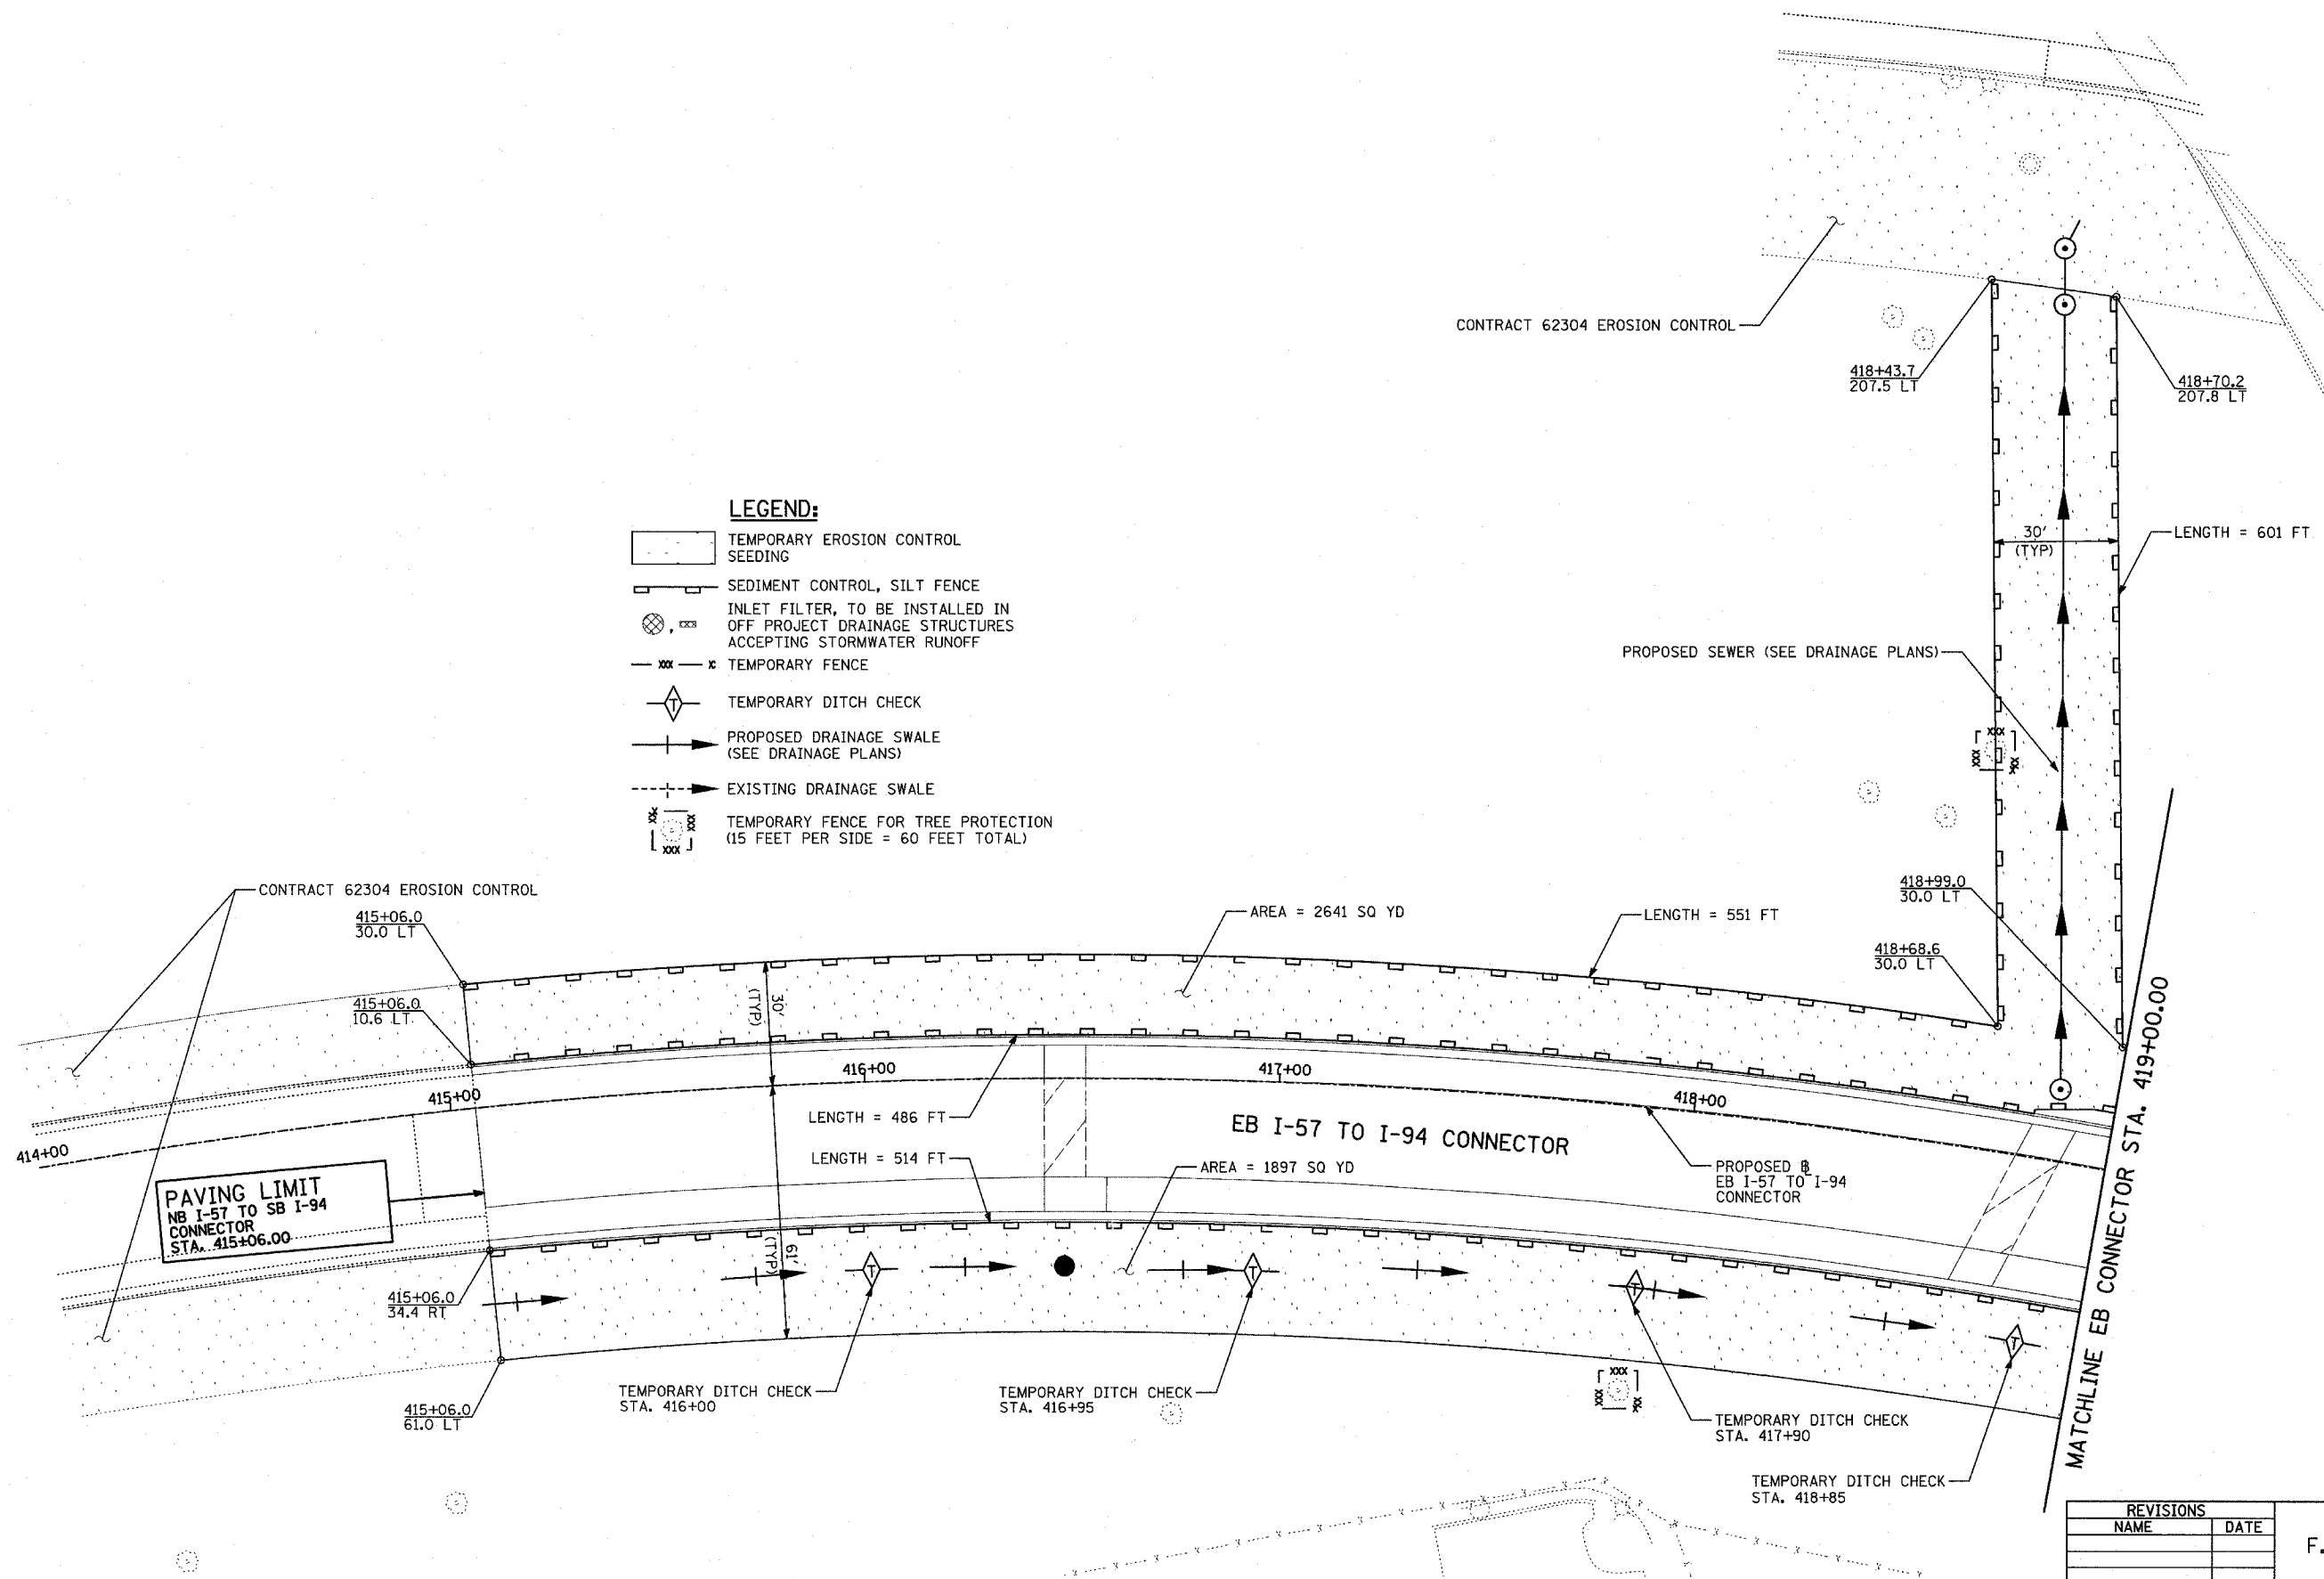 CONTRACT 62304 EROSION CONTROL
418+43.7
207.5 LT
418+70.2
207.8 LT
LEGEND:
TEMPORARY EROSION CONTROL
SEEDING
SEDIMENT CONTROL, SILT FENCE
INLET FILTER, TO BE INSTALLED IN
OFF PROJECT DRAINAGE STRUCTURES
ACCEPTING STORMWATER RUNOFF
TEMPORARY FENCE
TEMPORARY DITCH CHECK
PROPOSED DRAINAGE SWALE
(SEE DRAINAGE PLANS)
EXISTING DRAINAGE SWALE
TEMPORARY FENCE FOR TREE PROTECTION
(15 FEET PER SIDE = 60 FEET TOTAL)
30'
(TYP)
LENGTH = 601 FT
PROPOSED SEWER (SEE DRAINAGE PLANS)
CONTRACT 62304 EROSION CONTROL
415+06.0
30.0 LT
AREA = 2641 SQ YD
LENGTH = 551 FT
418+99.0
30.0 LT
418+68.6
30.0 LT
415+06.0
10.6 LT
30'
(TYP)
414+00
415+00
416+00
417+00
418+00
LENGTH = 486 FT
EB I-57 TO I-94 CONNECTOR
LENGTH = 514 FT
AREA = 1897 SQ YD
PROPOSED B
EB I-57 TO I-94
CONNECTOR
PAVING LIMIT
NB I-57 TO SB I-94
CONNECTOR
STA. 415+06.00
61'
(TYP)
415+06.0
34.4 RT
415+06.0
61.0 LT
TEMPORARY DITCH CHECK
STA. 416+00
TEMPORARY DITCH CHECK
STA. 416+95
TEMPORARY DITCH CHECK
STA. 417+90
TEMPORARY DITCH CHECK
STA. 418+85
MATCHLINE EB CONNECTOR STA. 419+00.00
REVISIONS
NAME DATE
F.